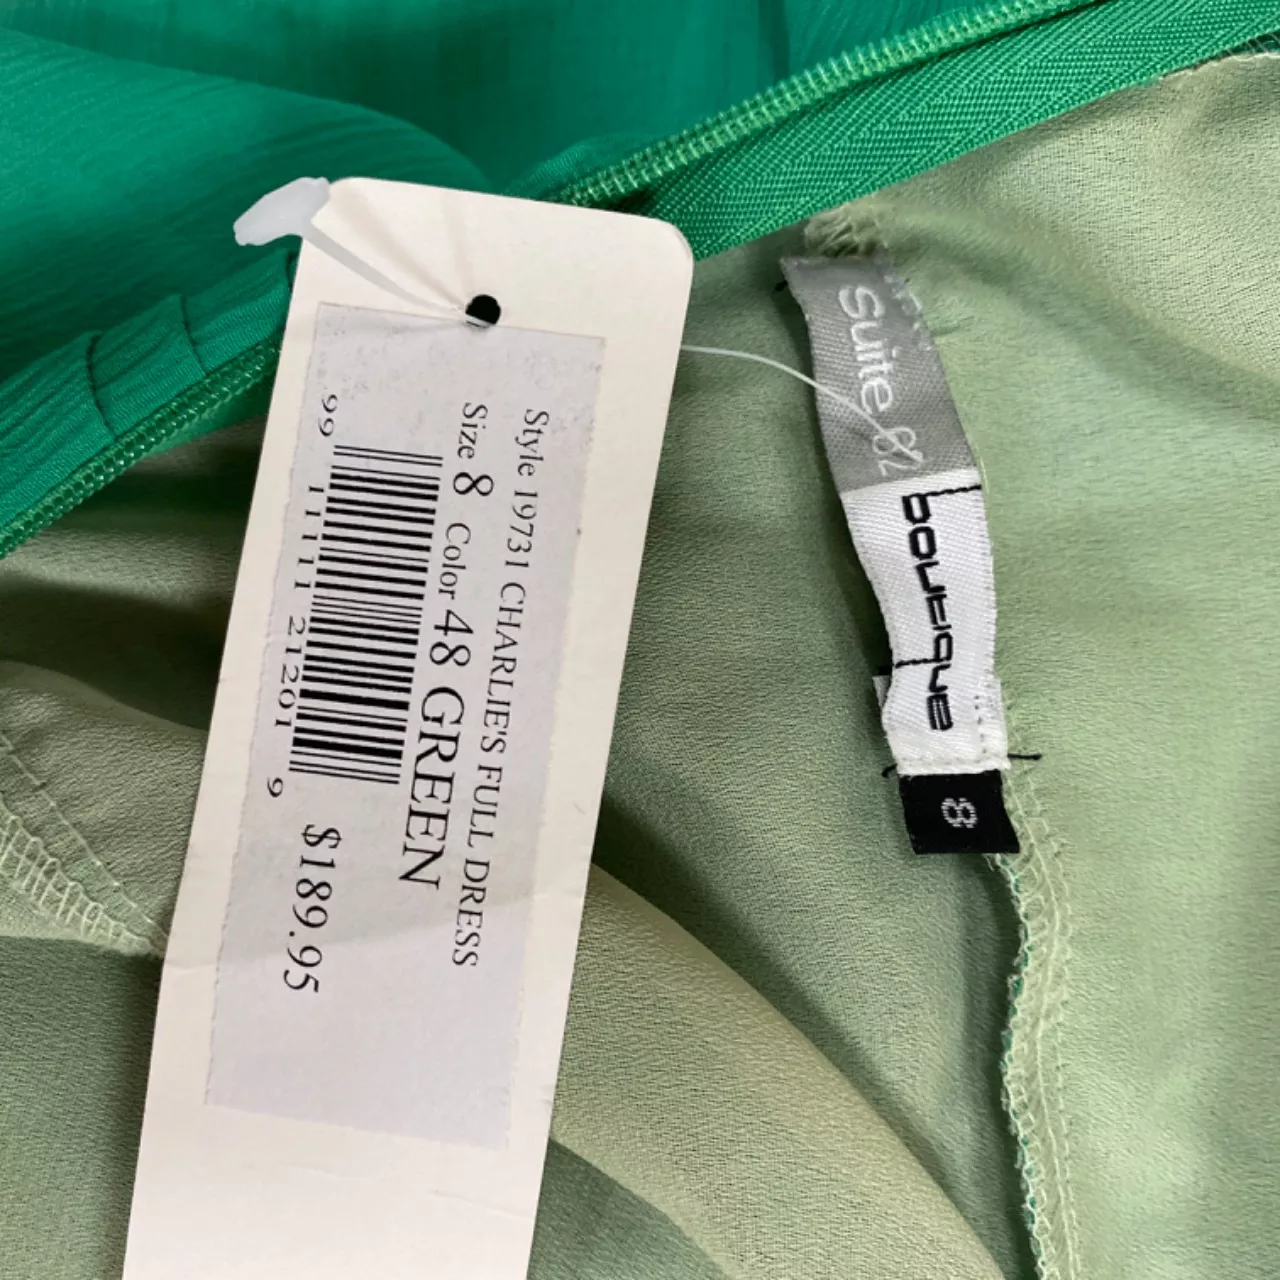 Style 19731 CHARLIE'S FULL DRESS
Size 8 Color 48 GREEN
99 11111 21201 9
$189.95
Suite 82
8